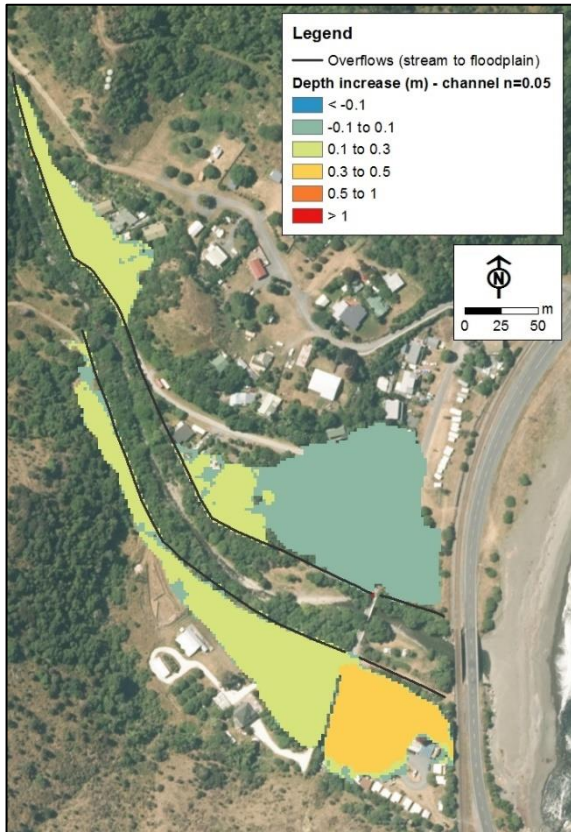 Legend
Overflows (stream to floodplain)
Depth increase (m) - channel n=0.05
< -0.1
-0.1 to 0.1
0.1 to 0.3
0.3 to 0.5
0.5 to 1
> 1
N
m
0 25 50